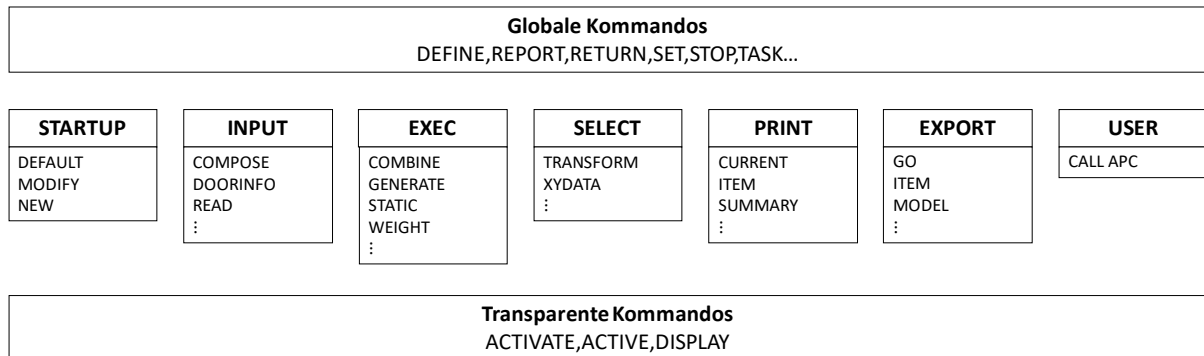 Globale Kommandos
DEFINE,REPORT,RETURN,SET,STOP,TASK...
STARTUP
DEFAULT
MODIFY
NEW
INPUT
COMPOSE
DOORINFO
READ
⋮
EXEC
COMBINE
GENERATE
STATIC
WEIGHT
⋮
SELECT
TRANSFORM
XYDATA
⋮
PRINT
CURRENT
ITEM
SUMMARY
⋮
EXPORT
GO
ITEM
MODEL
⋮
USER
CALL APC
Transparente Kommandos
ACTIVATE,ACTIVE,DISPLAY